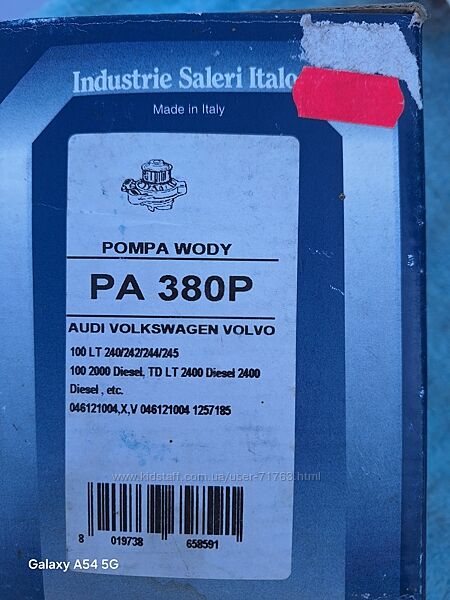 Industrie Saleri Italo
Made in Italy
POMPA WODY
PA 380P
AUDI VOLKSWAGEN VOLVO
100 LT 240/242/244/245
100 2000 Diesel, TD LT 2400 Diesel 2400
Diesel , etc.
046121004,X,V 046121004 1257185
www.kidstaff.com.ua/user-71763.html
8 019738 658591
Galaxy A54 5G